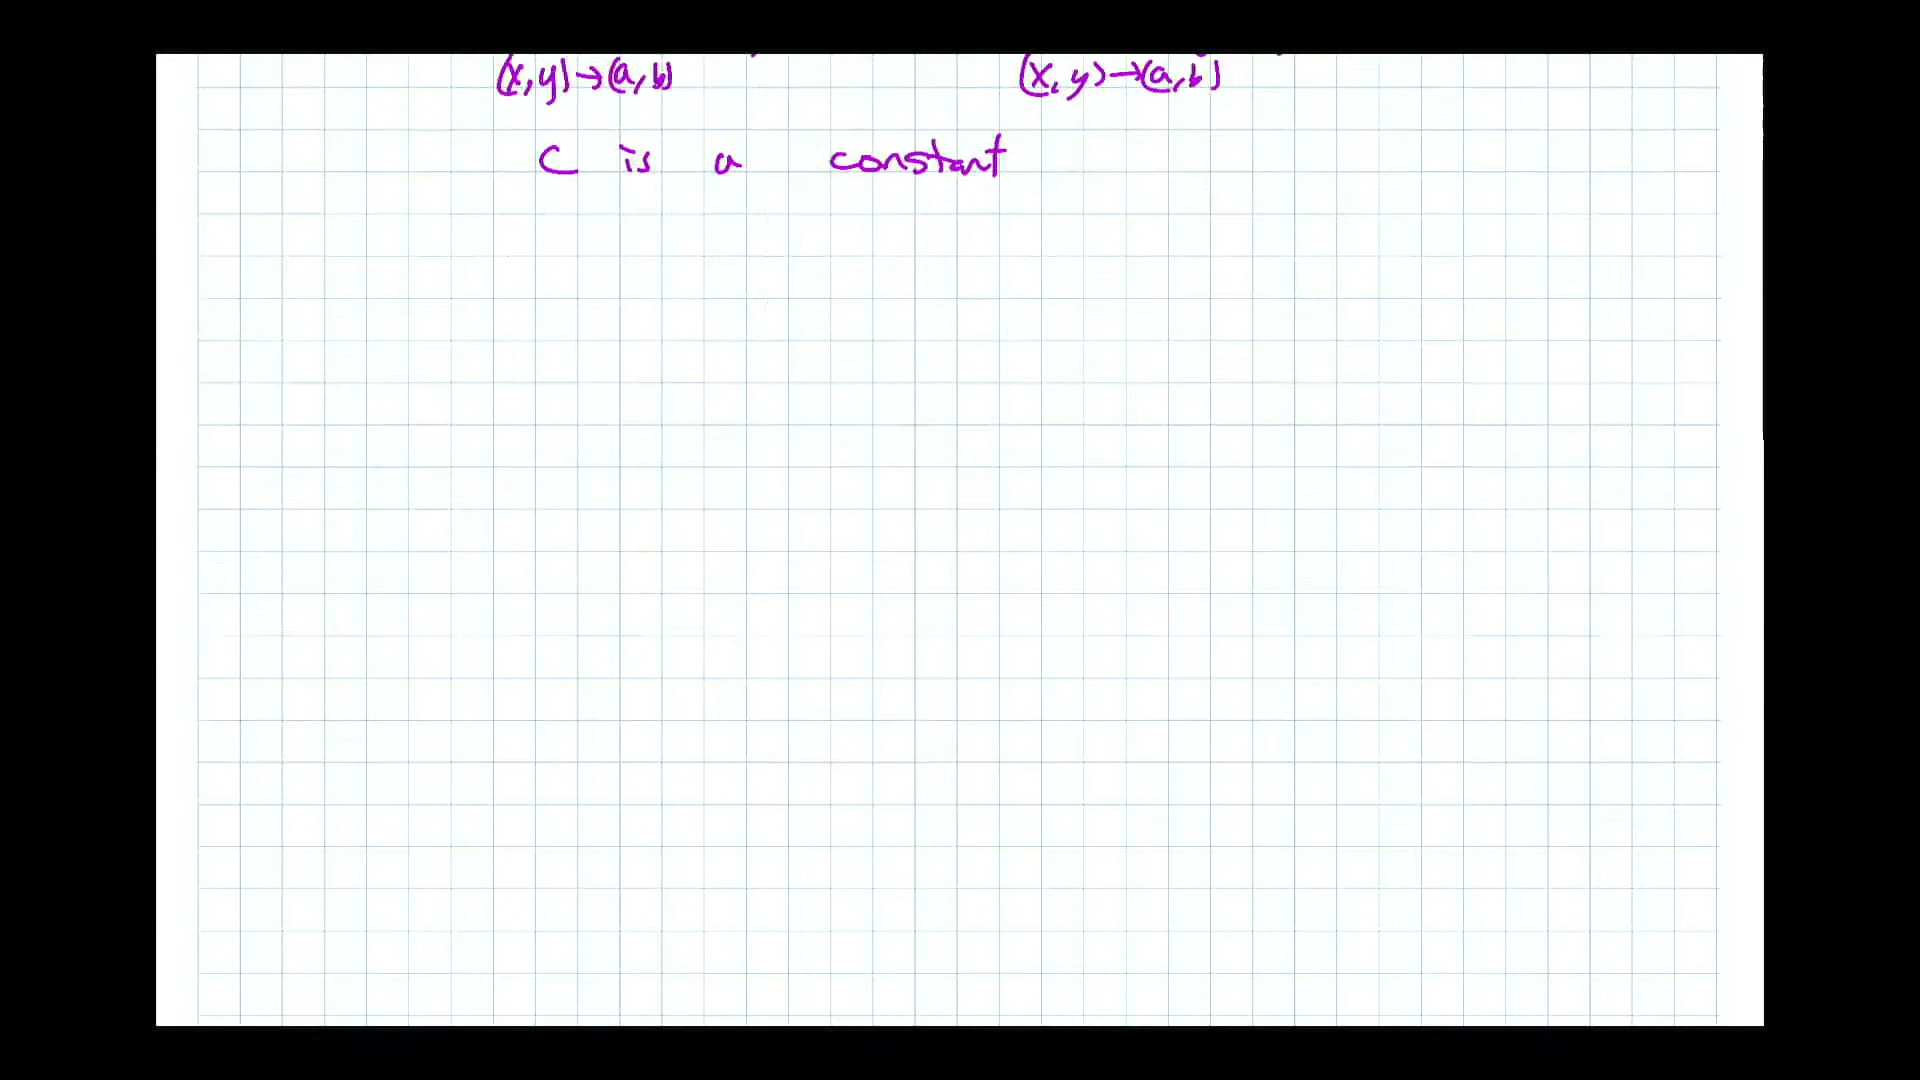 (x,y)→(a,b) (x,y)→(a,b)
C is a constant